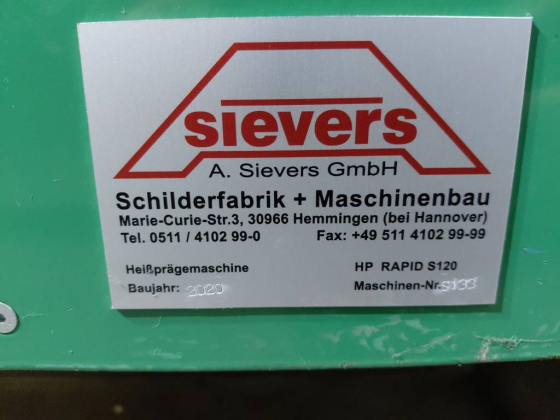 sievers
A. Sievers GmbH
Schilderfabrik + Maschinenbau
Marie-Curie-Str.3, 30966 Hemmingen (bei Hannover)
Tel. 0511 / 4102 99-0 Fax: +49 511 4102 99-99
Heißprägemaschine HP RAPID S120
Baujahr: 2020 Maschinen-Nr.